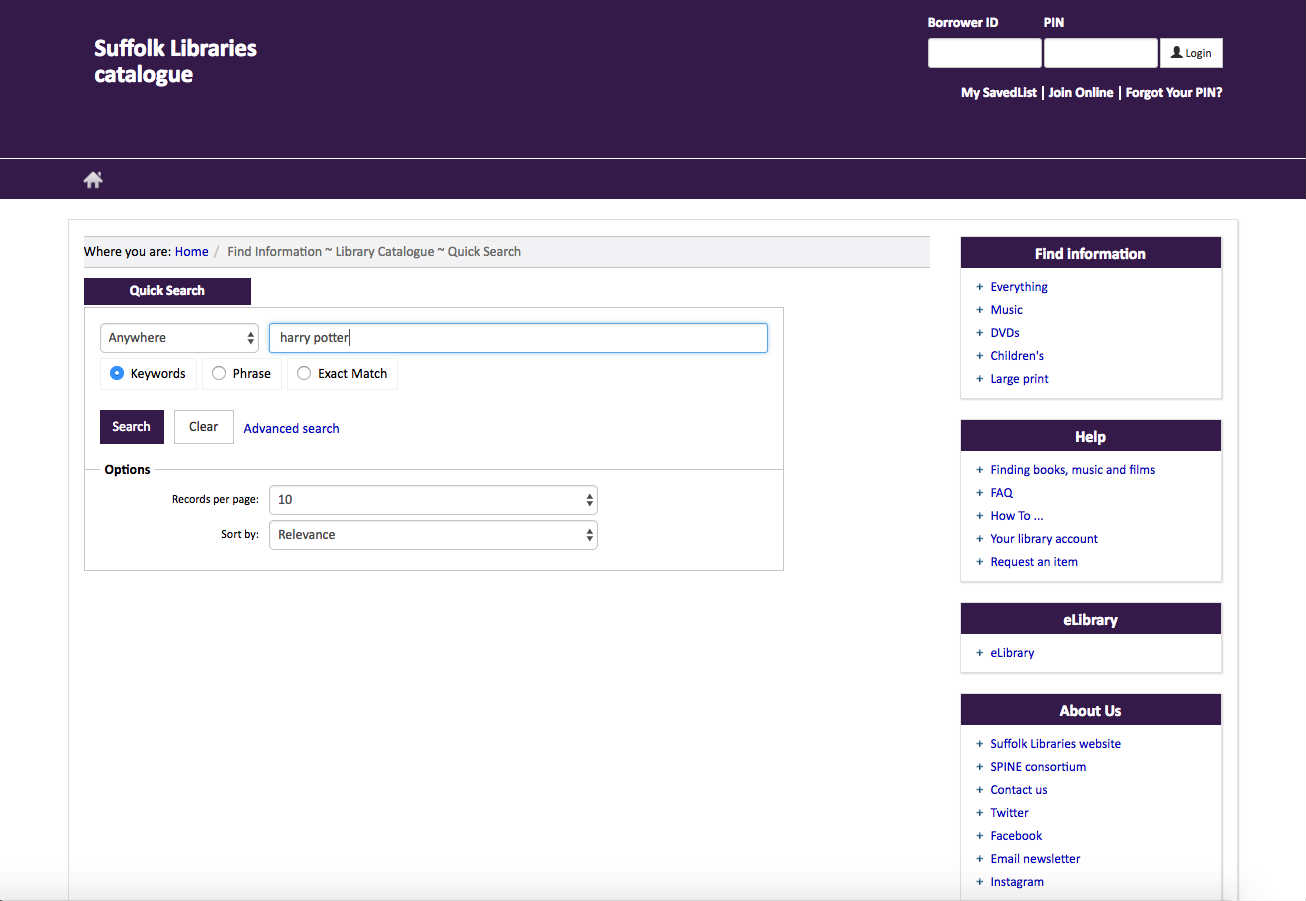 Suffolk Libraries
catalogue
Borrower ID PIN
Login
My SavedList | Join Online | Forgot Your PIN?
Where you are: Home / Find Information ~ Library Catalogue ~ Quick Search
Quick Search
Anywhere harry potter
Keywords Phrase Exact Match
Search Clear Advanced search
Options
Records per page: 10
Sort by: Relevance
Find information
+ Everything
+ Music
+ DVDs
+ Children's
+ Large print
Help
+ Finding books, music and films
+ FAQ
+ How To ...
+ Your library account
+ Request an item
eLibrary
+ eLibrary
About Us
+ Suffolk Libraries website
+ SPINE consortium
+ Contact us
+ Twitter
+ Facebook
+ Email newsletter
+ Instagram